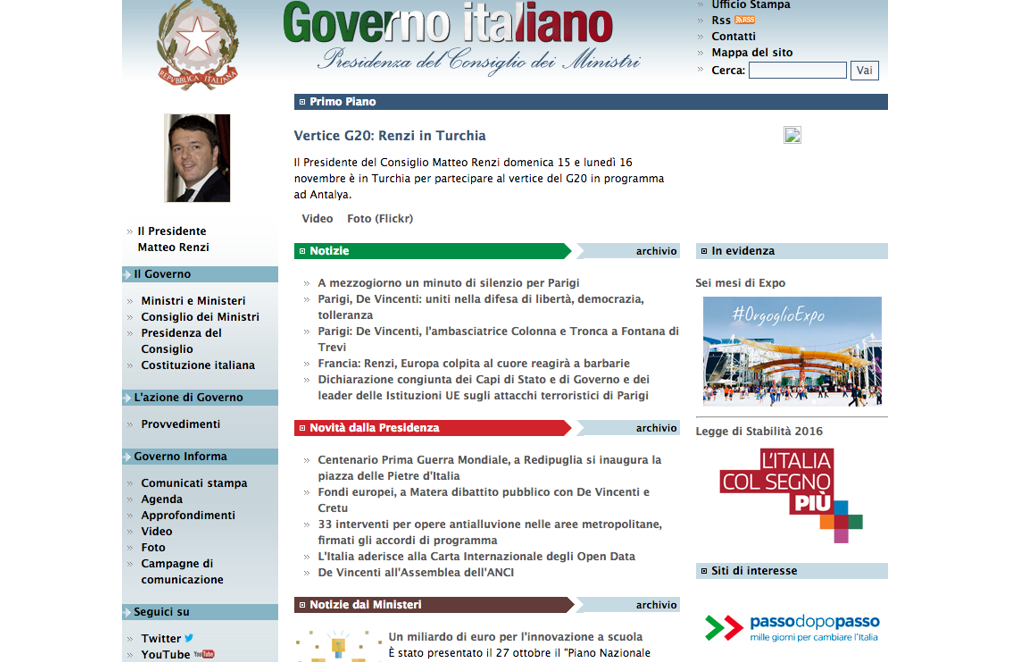 Governo italiano
Presidenza del Consiglio dei Ministri
REPVBBLICA ITALIANA
Ufficio Stampa
Rss RSS
Contatti
Mappa del sito
Cerca: Vai
Il Presidente
Matteo Renzi
Il Governo
Ministri e Ministeri
Consiglio dei Ministri
Presidenza del
Consiglio
Costituzione italiana
L'azione di Governo
Provvedimenti
Governo Informa
Comunicati stampa
Agenda
Approfondimenti
Video
Foto
Campagne di
comunicazione
Seguici su
Twitter
YouTube You Tube
Primo Piano
Vertice G20: Renzi in Turchia
Il Presidente del Consiglio Matteo Renzi domenica 15 e lunedì 16
novembre è in Turchia per partecipare al vertice del G20 in programma
ad Antalya.
Video Foto (Flickr)
Notizie archivio
A mezzogiorno un minuto di silenzio per Parigi
Parigi, De Vincenti: uniti nella difesa di libertà, democrazia,
tolleranza
Parigi: De Vincenti, l'ambasciatrice Colonna e Tronca a Fontana di
Trevi
Francia: Renzi, Europa colpita al cuore reagirà a barbarie
Dichiarazione congiunta dei Capi di Stato e di Governo e dei
leader delle Istituzioni UE sugli attacchi terroristici di Parigi
Novità dalla Presidenza archivio
Centenario Prima Guerra Mondiale, a Redipuglia si inaugura la
piazza delle Pietre d'Italia
Fondi europei, a Matera dibattito pubblico con De Vincenti e
Cretu
33 interventi per opere antialluvione nelle aree metropolitane,
firmati gli accordi di programma
L'Italia aderisce alla Carta Internazionale degli Open Data
De Vincenti all'Assemblea dell'ANCI
Notizie dai Ministeri archivio
Un miliardo di euro per l'innovazione a scuola
È stato presentato il 27 ottobre il "Piano Nazionale
In evidenza
Sei mesi di Expo
#OrgoglioExpo
Legge di Stabilità 2016
L'ITALIA
COL SEGNO
PIÙ
Siti di interesse
passodopopasso
mille giorni per cambiare l'Italia